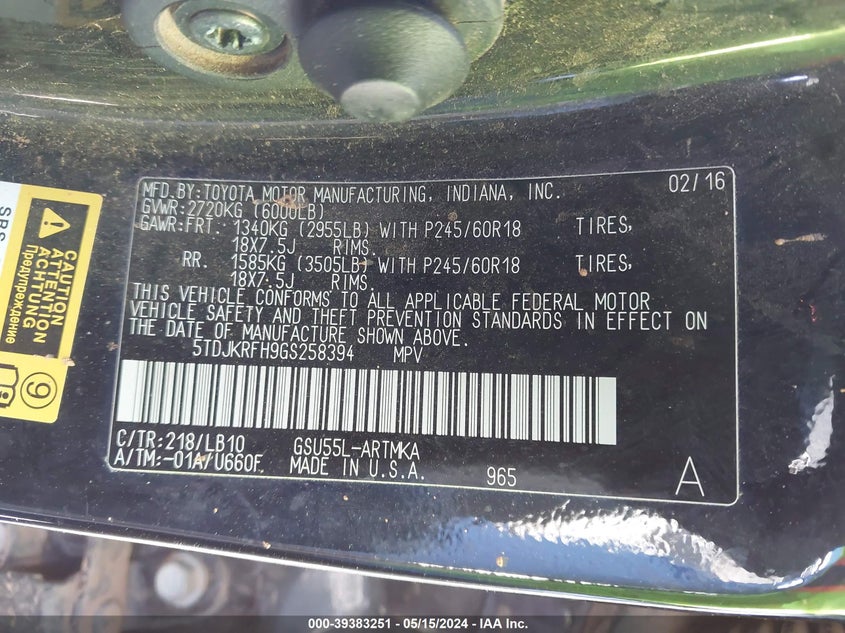 MFD.BY:TOYOTA MOTOR MANUFACTURING, INDIANA, INC. 02/16
GVWR:2720KG (6000LB)
GAWR:FRT. 1340KG (2955LB) WITH P245/60R18 TIRES,
18X7.5J RIMS.
RR. 1585KG (3505LB) WITH P245/60R18 TIRES,
18X7.5J RIMS.
THIS VEHICLE CONFORMS TO ALL APPLICABLE FEDERAL MOTOR
VEHICLE SAFETY AND THEFT PREVENTION STANDARDS IN EFFECT ON
THE DATE OF MANUFACTURE SHOWN ABOVE.
5TDJKRFH9GS258394 MPV
C/TR:218/LB10 GSU55L-ARTMKA
A/TM:-01A/U660F MADE IN U.S.A. 965 A
SRS
CAUTION
ATTENTION
ACHTUNG
Предупреждение
9
000-39383251 - 05/15/2024 - IAA Inc.